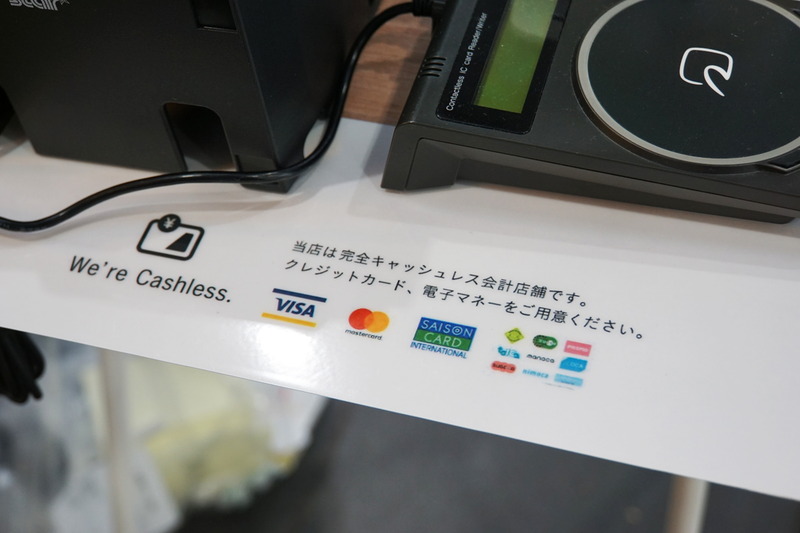 Contactless IC card Reader/Writer
We're Cashless.
当店は完全キャッシュレス会計店舗です。
クレジットカード、電子マネーをご用意ください。
VISA
mastercard
SAISON
CARD
INTERNATIONAL
manaca
nimoca